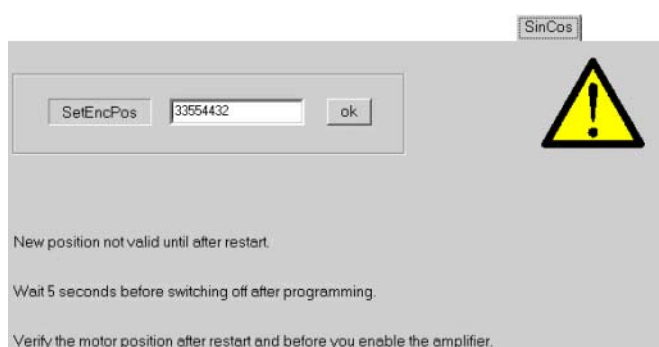 SinCos
SetEncPos 33554432 ok
New position not valid until after restart.
Wait 5 seconds before switching off after programming.
Verify the motor position after restart and before you enable the amplifier.